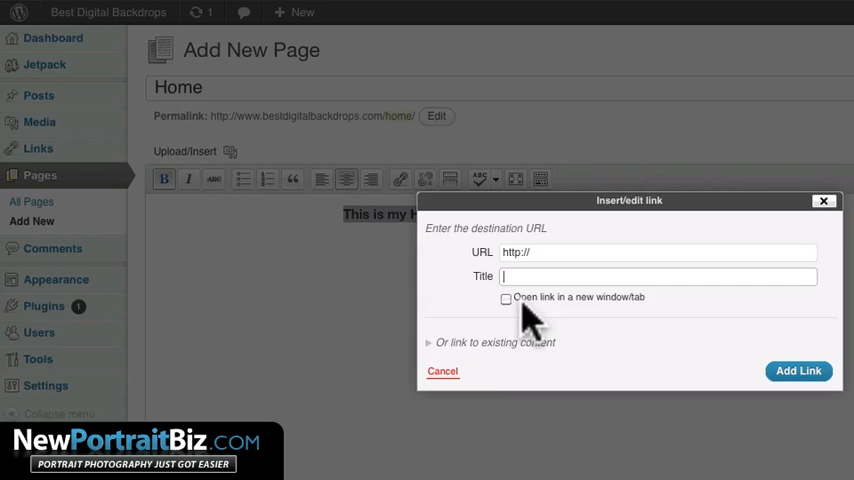 Best Digital Backdrops 1 New
Dashboard
Jetpack
Posts
Media
Links
Pages
All Pages
Add New
Comments
Appearance
Plugins 1
Users
Tools
Settings
Collapse menu
Add New Page
Home
Permalink: http://www.bestdigitalbackdrops.com/home/ Edit
Upload/Insert
B I ABC ABC
This is my H
Insert/edit link
Enter the destination URL
URL http://
Title
Open link in a new window/tab
Or link to existing content
Cancel Add Link
NewPortraitBiz.com
PORTRAIT PHOTOGRAPHY JUST GOT EASIER